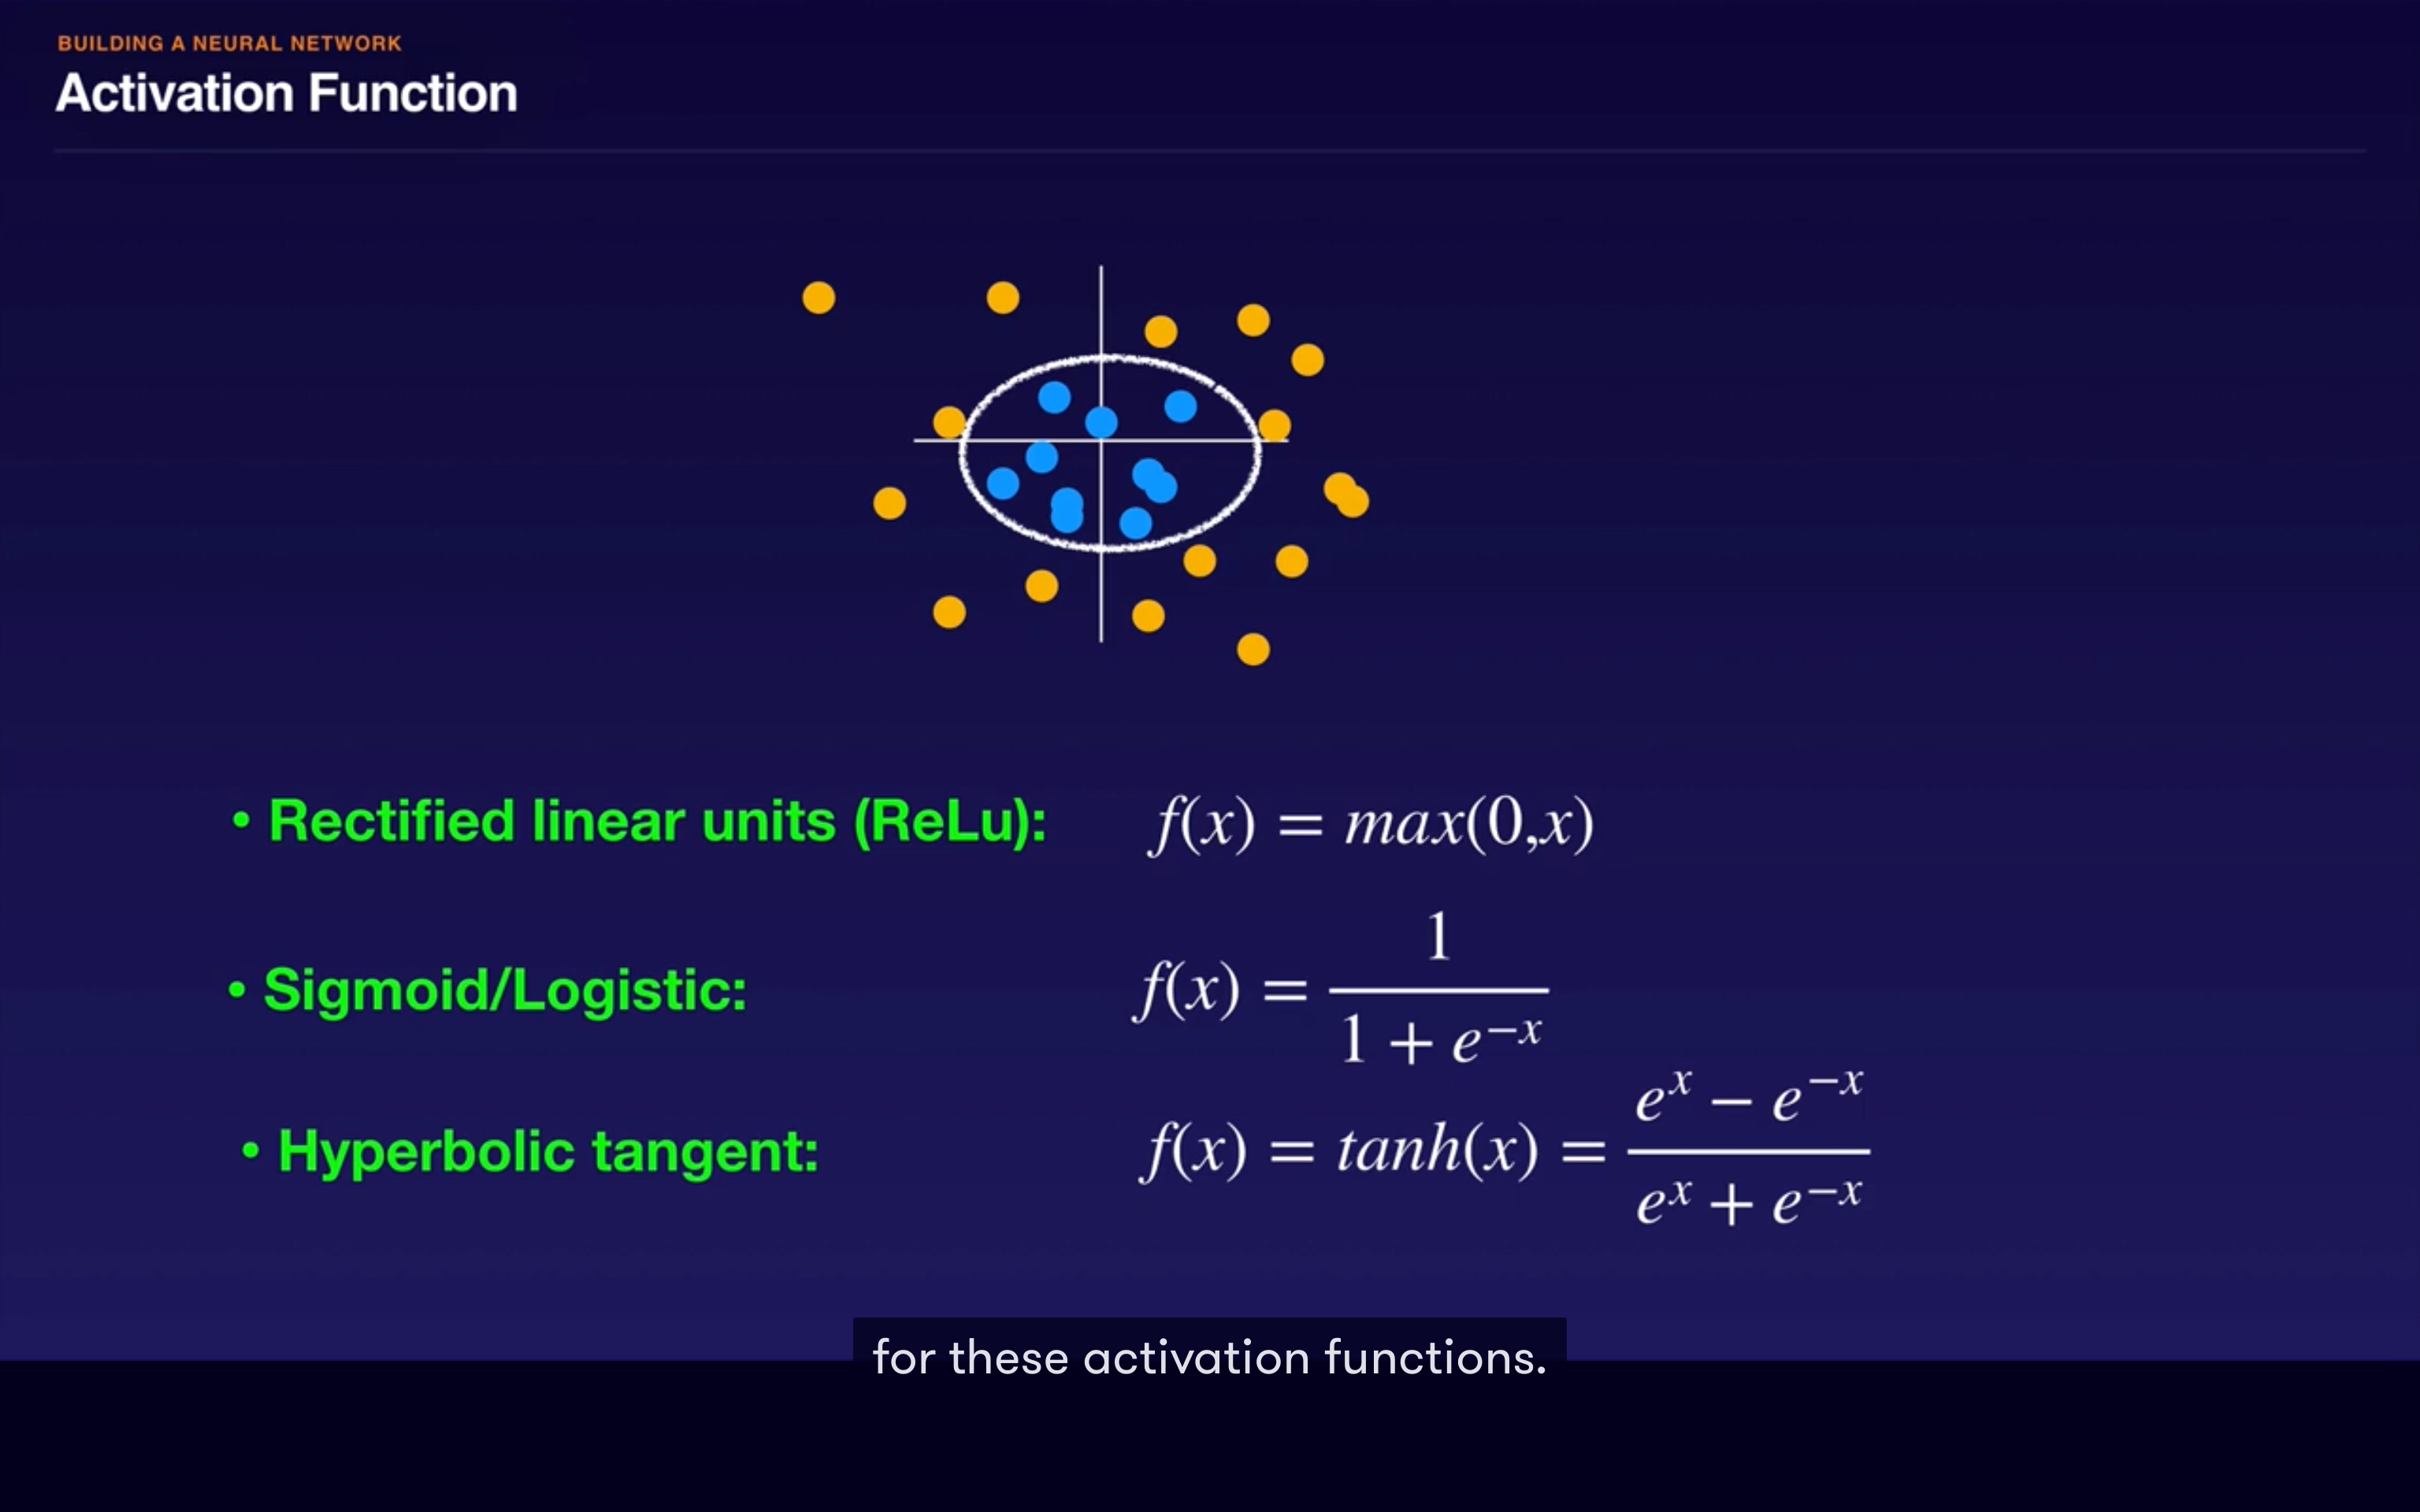 BUILDING A NEURAL NETWORK
Activation Function
• Rectified linear units (ReLu): f(x) = max(0,x)
• Sigmoid/Logistic: f(x) = \frac{1}{1 + e^{-x}}
• Hyperbolic tangent: f(x) = tanh(x) = \frac{e^{x} - e^{-x}}{e^{x} + e^{-x}}
for these activation functions.